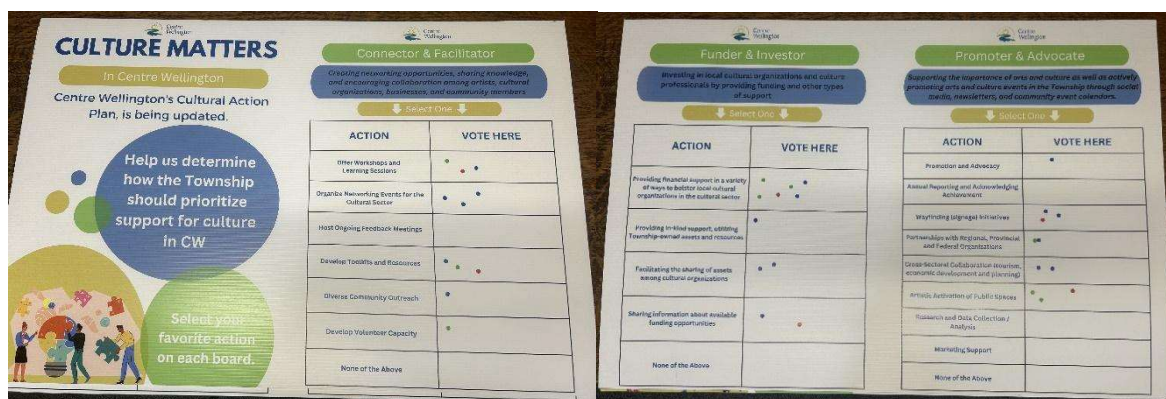 Centre
Wellington
CULTURE MATTERS
In Centre Wellington
Centre Wellington's Cultural Action
Plan, is being updated.
Help us determine
how the Township
should prioritize
support for culture
in CW
Select your
favorite action
on each board.
Centre
Wellington
Connector & Facilitator
Creating networking opportunities, sharing knowledge,
and encouraging collaboration among artists, cultural
organizations, businesses, and community members
Select One
ACTION VOTE HERE
Offer Workshops and
Learning Sessions
Organize Networking Events for the
Cultural Sector
Host Ongoing Feedback Meetings
Develop Toolkits and Resources
Diverse Community Outreach
Develop Volunteer Capacity
None of the Above
Centre
Wellington
Funder & Investor
Investing in local cultural organizations and culture
professionals by providing funding and other types
of support
Select One
ACTION VOTE HERE
Providing financial support in a variety
of ways to bolster local cultural
organizations in the cultural sector
Providing in-kind support, utilizing
Township-owned assets and resources
Facilitating the sharing of assets
among cultural organizations
Sharing information about available
funding opportunities
None of the Above
Centre
Wellington
Promoter & Advocate
Supporting the importance of arts and culture as well as actively
promoting arts and culture events in the Township through social
media, newsletters, and community event calendars.
Select One
ACTION VOTE HERE
Promotion and Advocacy
Annual Reporting and Acknowledging
Achievement
Wayfinding (signage) Initiatives
Partnerships with Regional, Provincial
and Federal Organizations
Cross-Sectoral Collaboration (tourism,
economic development and planning)
Artistic Activation of Public Spaces
Research and Data Collection /
Analysis
Marketing Support
None of the Above